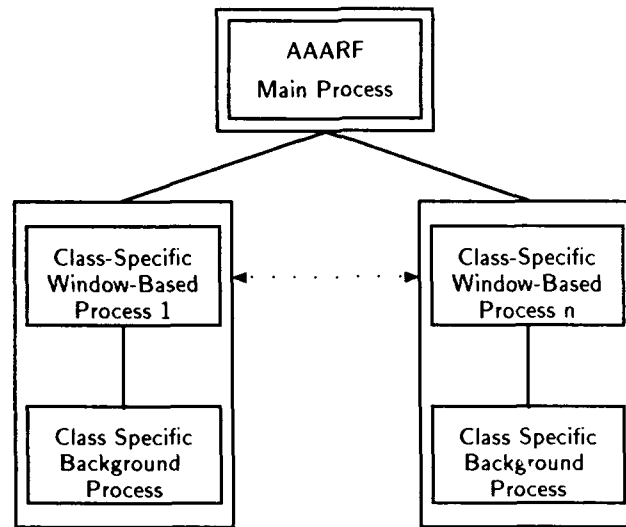 AAARF
Main Process
Class-Specific
Window-Based
Process 1
Class-Specific
Window-Based
Process n
Class Specific
Background
Process
Class Specific
Background
Process